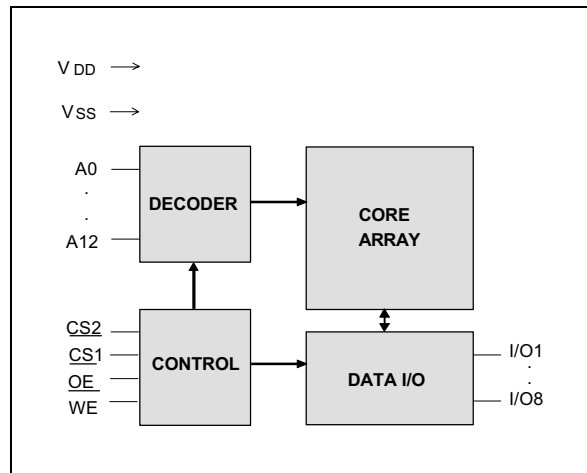 V DD
VSS
A0
.
.
A12
DECODER
CORE
ARRAY
CS2
CS1
OE
WE
CONTROL
DATA I/O
I/O1
.
.
I/O8